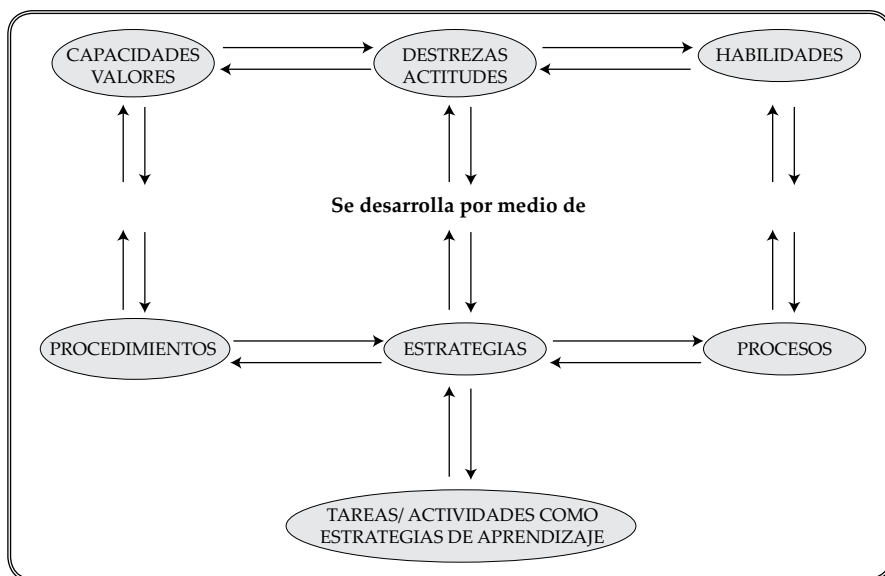 CAPACIDADES
VALORES
DESTREZAS
ACTITUDES
HABILIDADES
Se desarrolla por medio de
PROCEDIMIENTOS
ESTRATEGIAS
PROCESOS
TAREAS/ ACTIVIDADES COMO
ESTRATEGIAS DE APRENDIZAJE